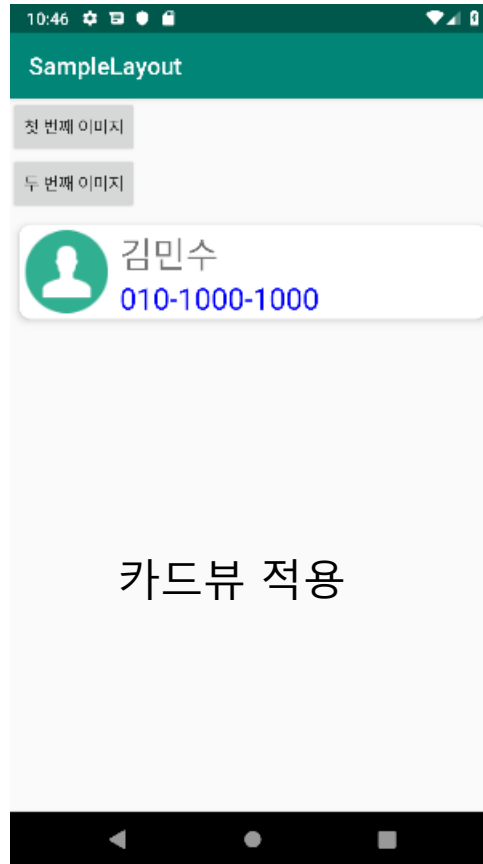 10:46
SampleLayout
첫 번째 이미지
두 번째 이미지
김민수
010-1000-1000
카드뷰 적용